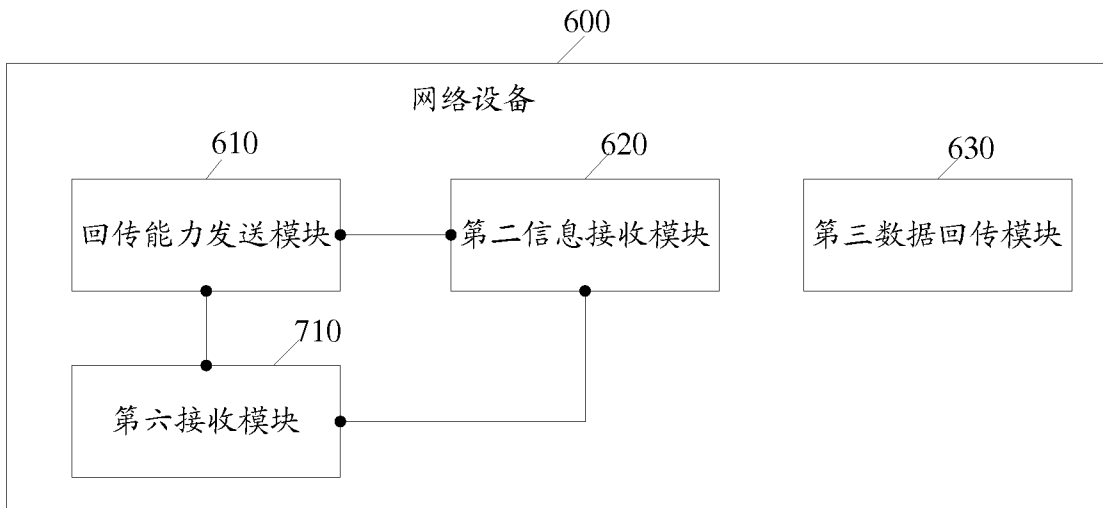 600
网络设备
610
620
630
回传能力发送模块
第二信息接收模块
第三数据回传模块
710
第六接收模块